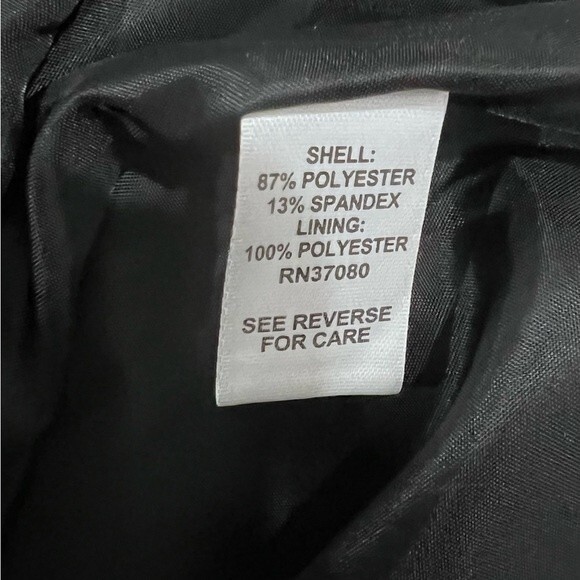 SHELL:
87% POLYESTER
13% SPANDEX
LINING:
100% POLYESTER
RN37080
SEE REVERSE
FOR CARE